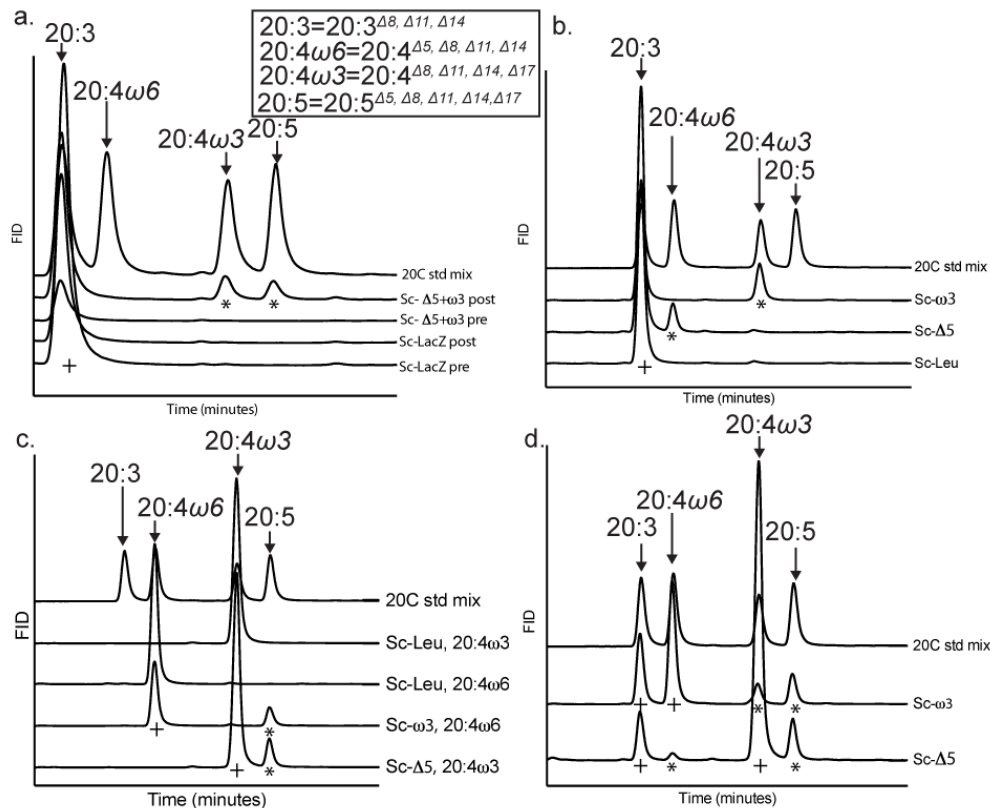 a.
20:3
20:4ω6
20:4ω3
20:5
20:3=20:3Δ8, Δ11, Δ14
20:4ω6=20:4Δ5, Δ8, Δ11, Δ14
20:4ω3=20:4Δ8, Δ11, Δ14, Δ17
20:5=20:5Δ5, Δ8, Δ11, Δ14,Δ17
FID
20C std mix
Sc- Δ5+ω3 post
* *
Sc- Δ5+ω3 pre
Sc-LacZ post
Sc-LacZ pre
+
Time (minutes)
b.
20:3
20:4ω6
20:4ω3
20:5
FID
20C std mix
Sc-ω3
*
Sc-Δ5
*
Sc-Leu
+
Time (minutes)
c.
20:3
20:4ω6
20:4ω3
20:5
FID
20C std mix
Sc-Leu, 20:4ω3
Sc-Leu, 20:4ω6
Sc-ω3, 20:4ω6
+ *
Sc-Δ5, 20:4ω3
+ *
Time (minutes)
d.
20:3
20:4ω6
20:4ω3
20:5
FID
20C std mix
Sc-ω3
+ + * *
Sc-Δ5
+ * + *
Time (minutes)